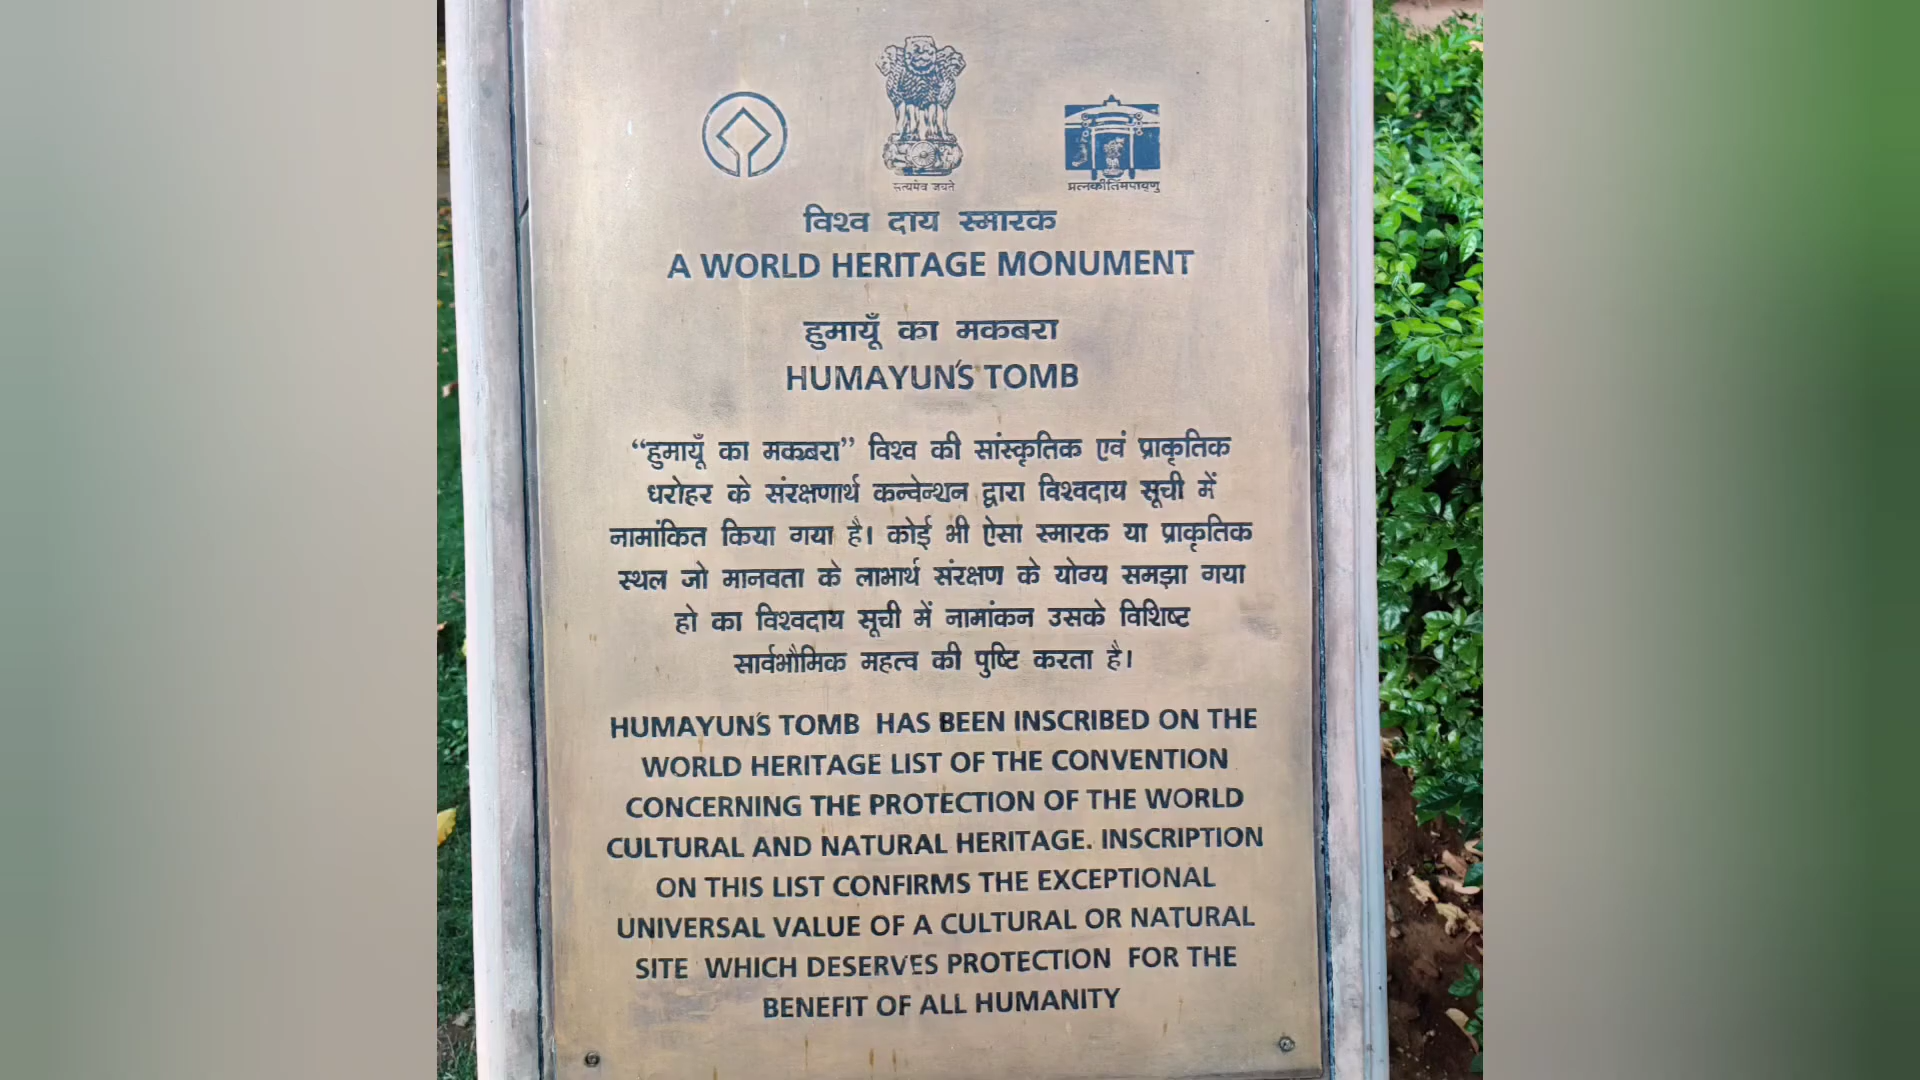 सत्यमेव जयते
प्रत्नकीर्तिमपावृणु
विश्व दाय स्मारक
A WORLD HERITAGE MONUMENT
हुमायूँ का मकबरा
HUMAYUN'S TOMB
“हुमायूँ का मकबरा” विश्व की सांस्कृतिक एवं प्राकृतिक
धरोहर के संरक्षणार्थ कन्वेन्शन द्वारा विश्वदाय सूची में
नामांकित किया गया है। कोई भी ऐसा स्मारक या प्राकृतिक
स्थल जो मानवता के लाभार्थ संरक्षण के योग्य समझा गया
हो का विश्वदाय सूची में नामांकन उसके विशिष्ट
सार्वभौमिक महत्व की पुष्टि करता है।
HUMAYUN'S TOMB HAS BEEN INSCRIBED ON THE
WORLD HERITAGE LIST OF THE CONVENTION
CONCERNING THE PROTECTION OF THE WORLD
CULTURAL AND NATURAL HERITAGE. INSCRIPTION
ON THIS LIST CONFIRMS THE EXCEPTIONAL
UNIVERSAL VALUE OF A CULTURAL OR NATURAL
SITE WHICH DESERVES PROTECTION FOR THE
BENEFIT OF ALL HUMANITY